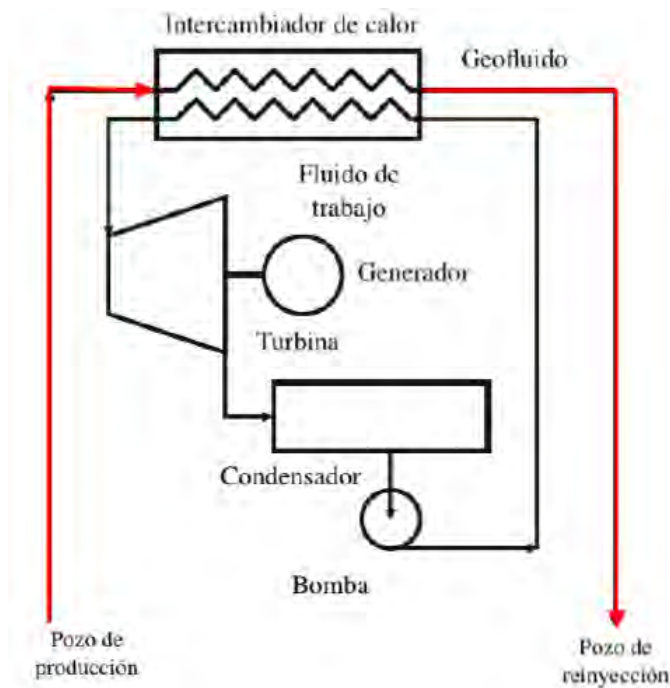 Intercambiador de calor
Geofluido
Fluido de
trabajo
Generador
Turbina
Condensador
Bomba
Pozo de
producción
Pozo de
reinyección